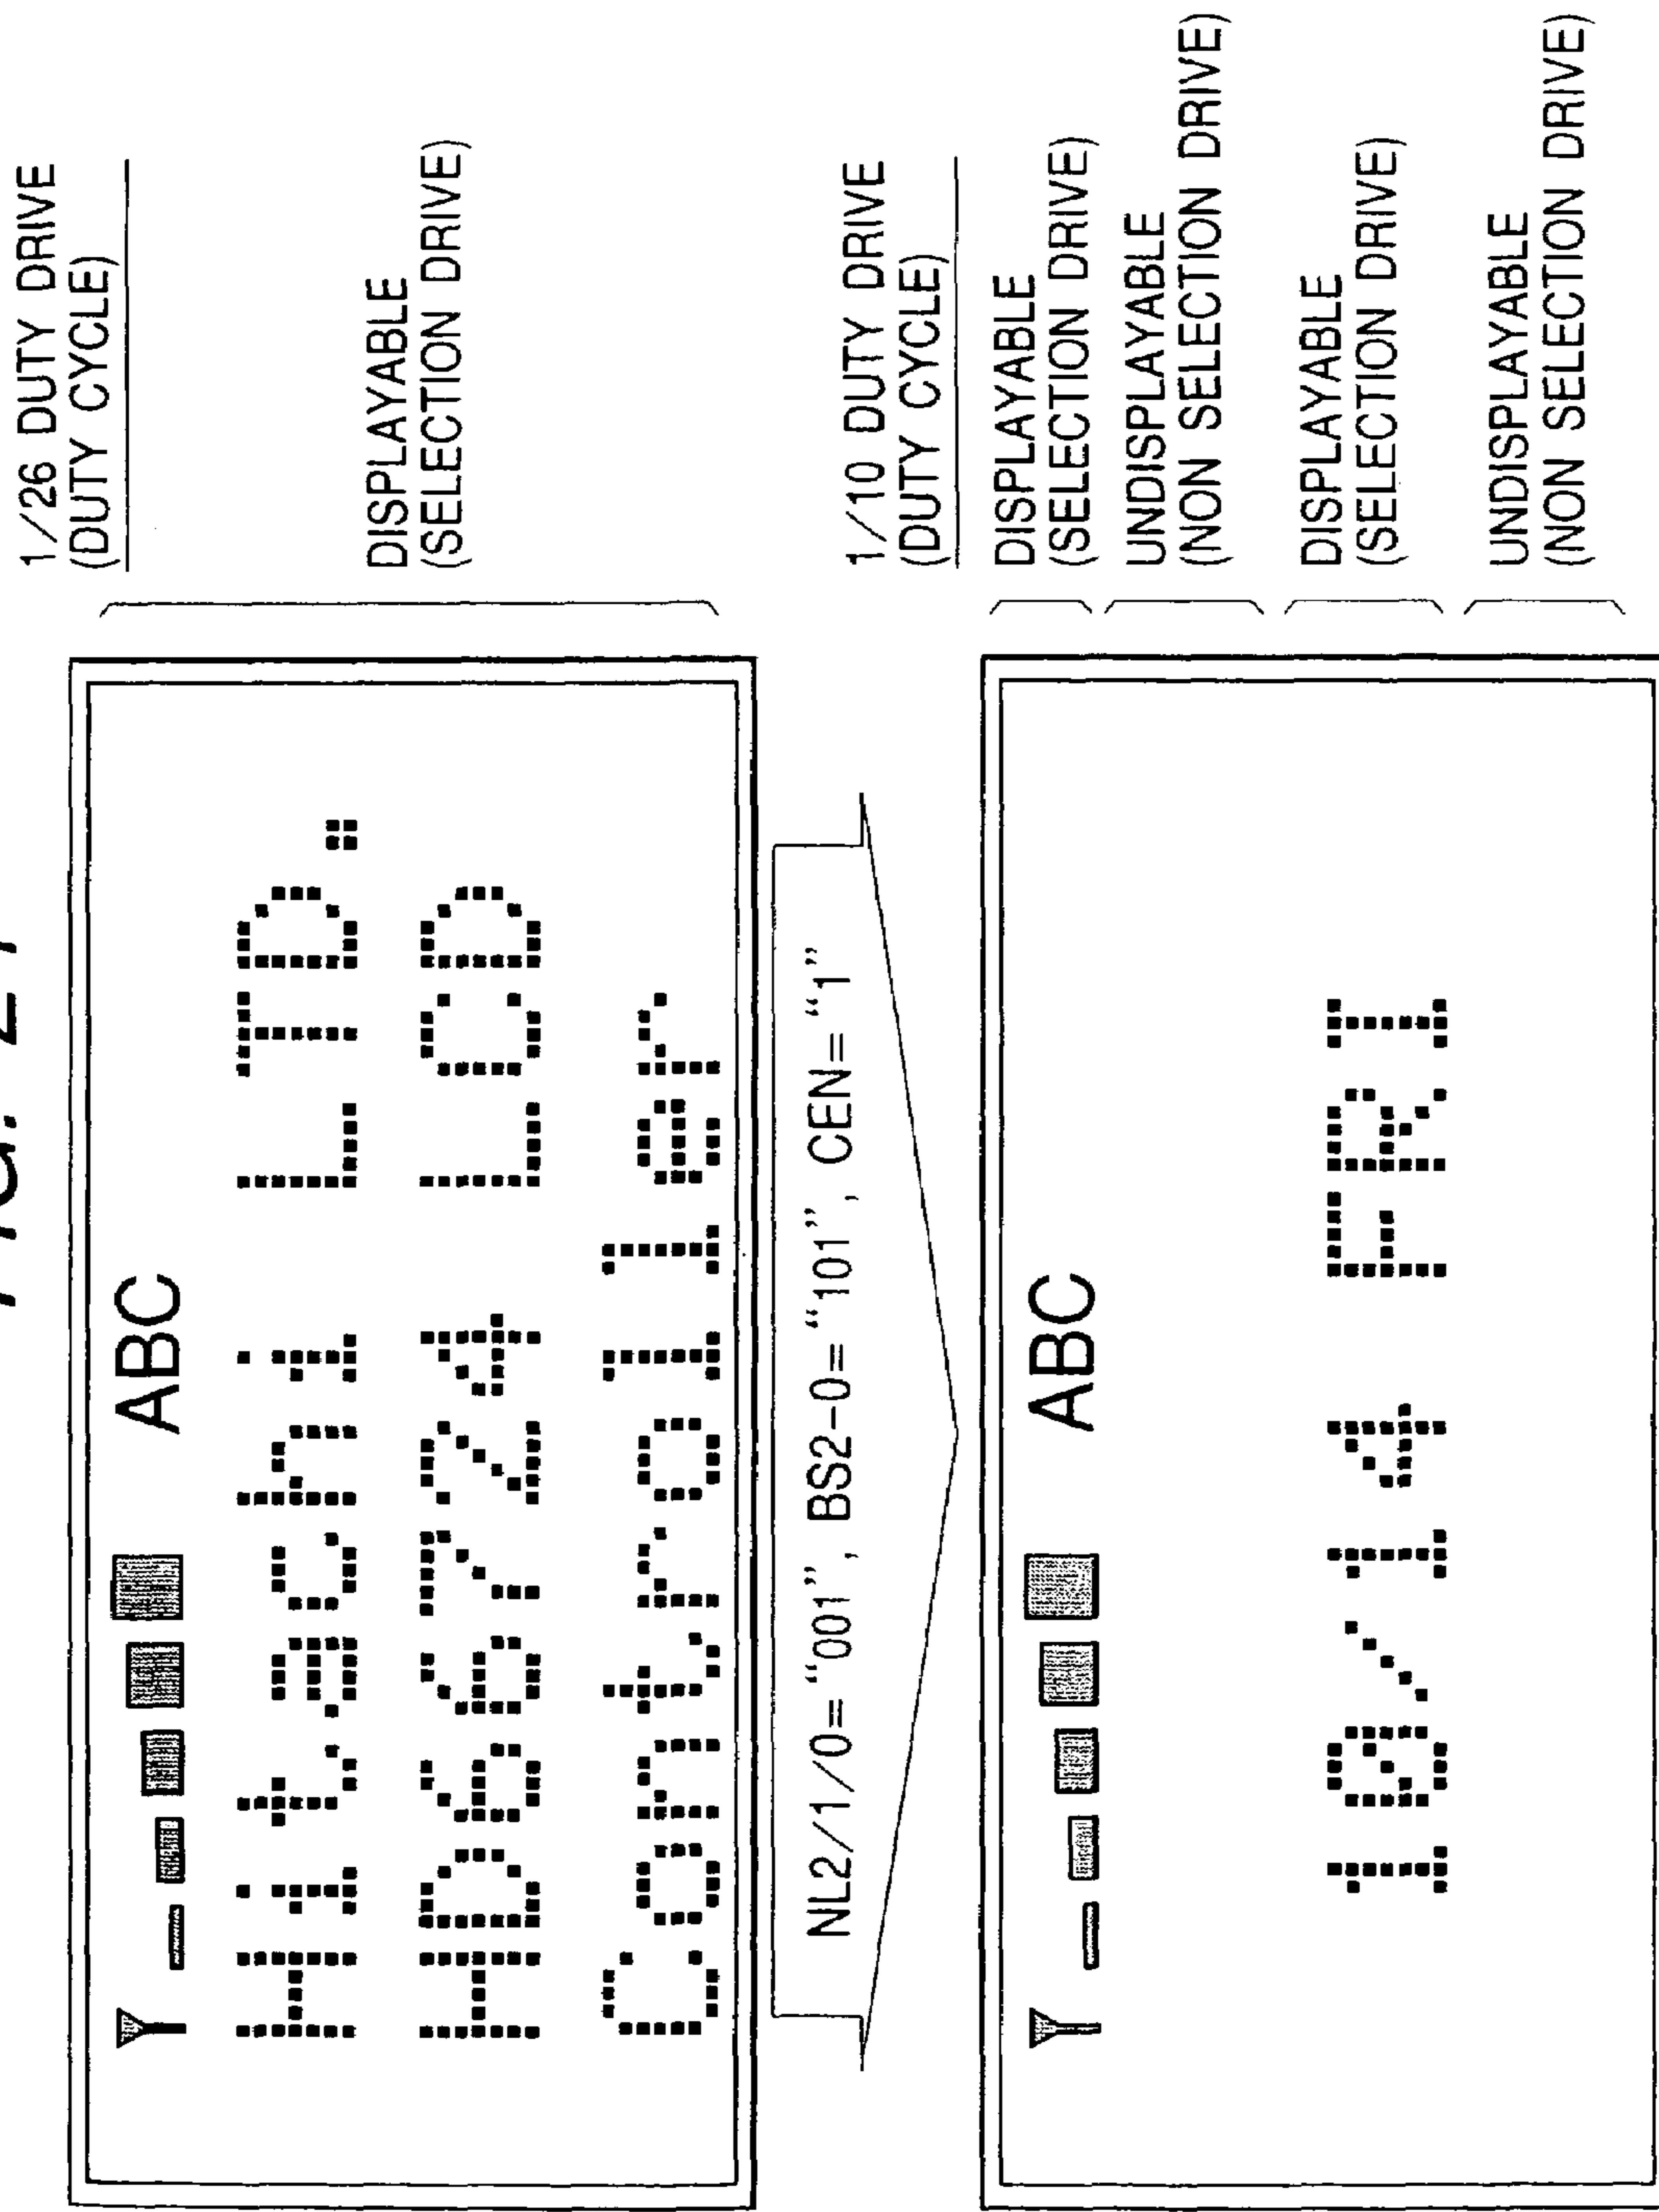 FIG.
1/26 DUTY DRIVE
(DUTY CYCLE)
ABC
Hitachi LTD.
HD66724 LCD
Controller
DISPLAYABLE
(SELECTION DRIVE)
NL2/1/0=“001”, BS2-0=“101”, CEN=“1”
1/10 DUTY DRIVE
(DUTY CYCLE)
ABC
10/14 FRI
DISPLAYABLE
(SELECTION DRIVE)
UNDISPLAYABLE
(NON SELECTION DRIVE)
DISPLAYABLE
(SELECTION DRIVE)
UNDISPLAYABLE
(NON SELECTION DRIVE)